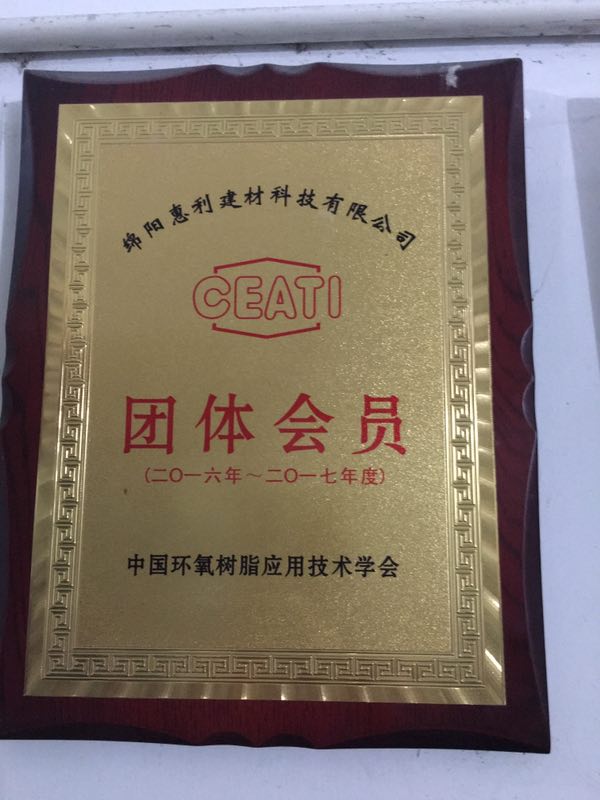 绵阳惠利建材科技有限公司
CEATI
团体会员
(二〇一六年~二〇一七年度)
中国环氧树脂应用技术学会